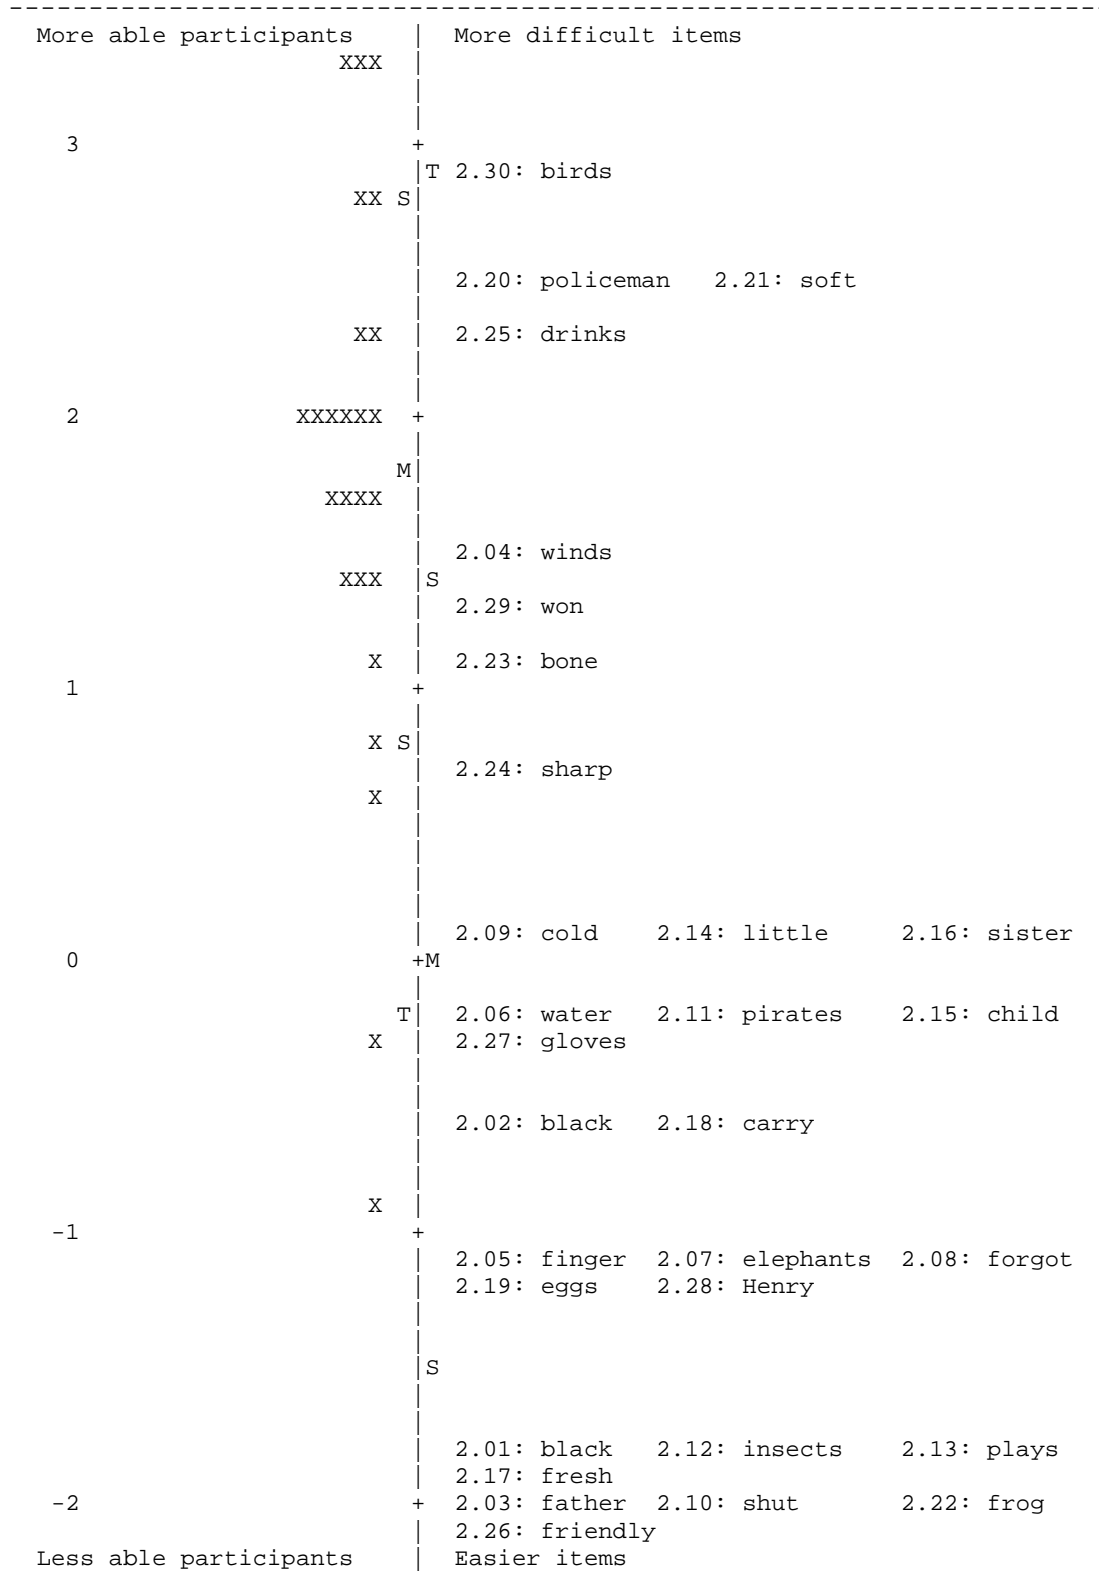 More able participants | More difficult items
XXX |
|
|
3 +
|T 2.30: birds
XX S|
|
|
| 2.20: policeman 2.21: soft
|
XX | 2.25: drinks
|
|
2 XXXXXX +
|
M|
XXXX |
|
| 2.04: winds
XXX |S
| 2.29: won
|
X | 2.23: bone
1 +
|
X S|
| 2.24: sharp
X |
|
|
|
|
| 2.09: cold 2.14: little 2.16: sister
0 +M
|
T| 2.06: water 2.11: pirates 2.15: child
X | 2.27: gloves
|
|
| 2.02: black 2.18: carry
|
|
X |
-1 +
| 2.05: finger 2.07: elephants 2.08: forgot
| 2.19: eggs 2.28: Henry
|
|
|S
|
|
| 2.01: black 2.12: insects 2.13: plays
| 2.17: fresh
-2 + 2.03: father 2.10: shut 2.22: frog
| 2.26: friendly
Less able participants | Easier items